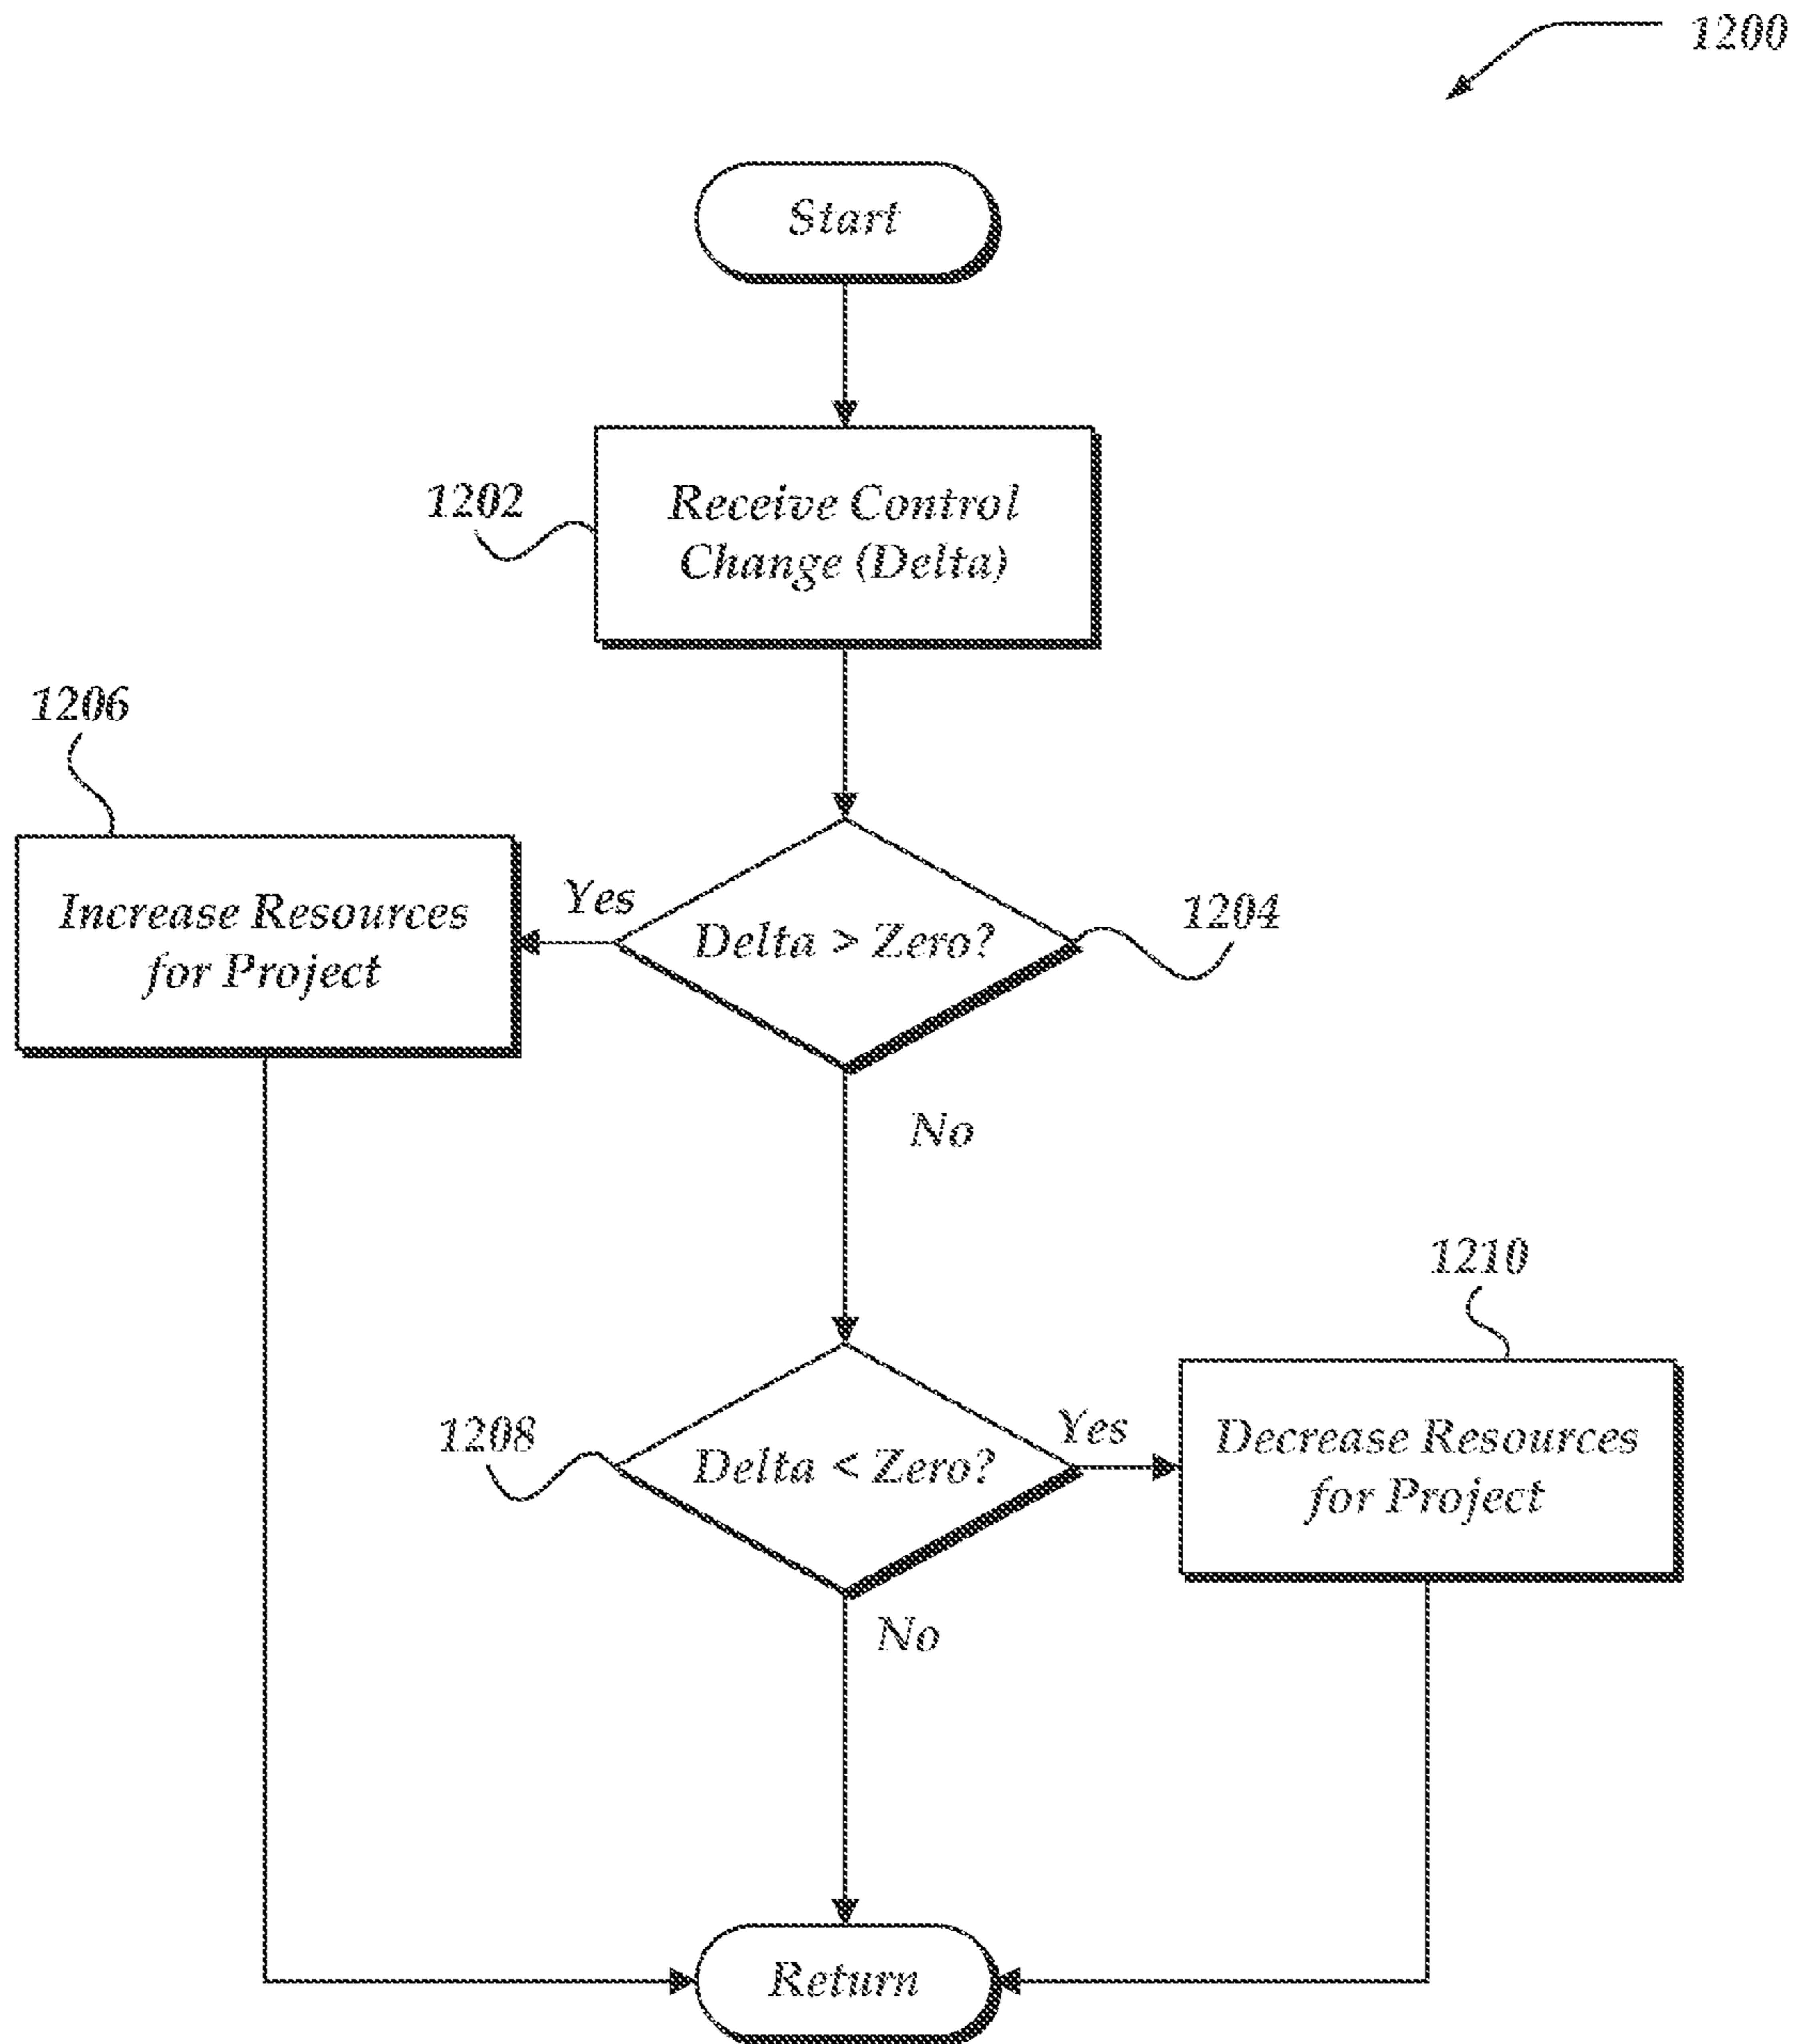 1200
Start
1202
Receive Control
Change (Delta)
1206
Increase Resources
for Project
Yes
Delta > Zero?
1204
No
1210
1208
Delta < Zero?
Yes
Decrease Resources
for Project
No
Return